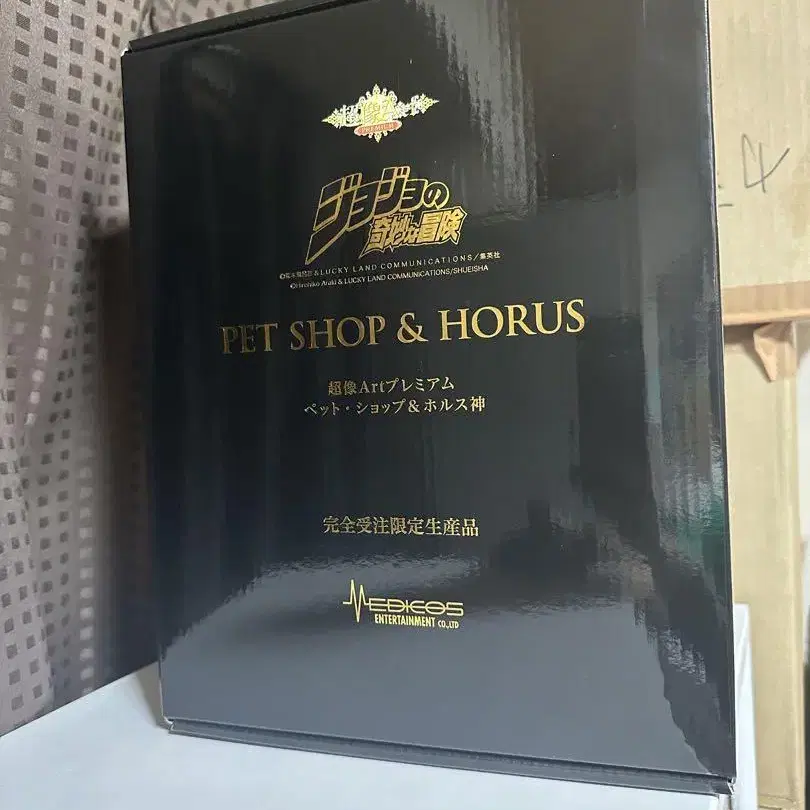 超像Art
PREMIUM
ジョジョの
奇妙な冒険
©荒木飛呂彦&LUCKY LAND COMMUNICATIONS/集英社
©Hirohiko Araki & LUCKY LAND COMMUNICATIONS/SHUEISHA
PET SHOP & HORUS
超像Artプレミアム
ペット・ショップ&ホルス神
完全受注限定生産品
MEDICOS
ENTERTAINMENT CO.,LTD